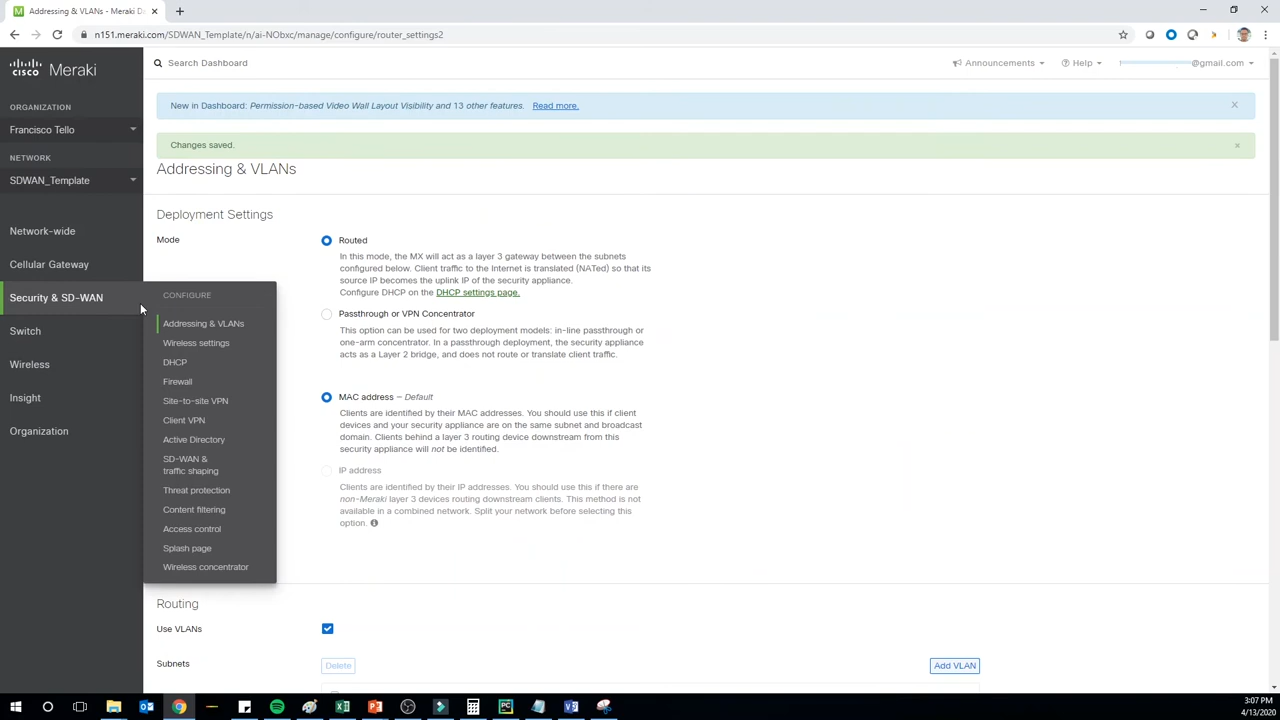 Addressing & VLANs - Meraki D
n151.meraki.com/SDWAN_Template/n/ai-NObxc/manage/configure/router_settings2
cisco Meraki
Search Dashboard
Announcements
Help
@gmail.com
ORGANIZATION
Francisco Tello
NETWORK
SDWAN_Template
Network-wide
Cellular Gateway
Security & SD-WAN
Switch
Wireless
Insight
Organization
CONFIGURE
Addressing & VLANs
Wireless settings
DHCP
Firewall
Site-to-site VPN
Client VPN
Active Directory
SD-WAN &
traffic shaping
Threat protection
Content filtering
Access control
Splash page
Wireless concentrator
New in Dashboard: Permission-based Video Wall Layout Visibility and 13 other features. Read more.
Changes saved.
Addressing & VLANs
Deployment Settings
Mode
Routed
In this mode, the MX will act as a layer 3 gateway between the subnets
configured below. Client traffic to the Internet is translated (NATed) so that its
source IP becomes the uplink IP of the security appliance.
Configure DHCP on the DHCP settings page.
Passthrough or VPN Concentrator
This option can be used for two deployment models: in-line passthrough or
one-arm concentrator. In a passthrough deployment, the security appliance
acts as a Layer 2 bridge, and does not route or translate client traffic.
MAC address — Default
Clients are identified by their MAC addresses. You should use this if client
devices and your security appliance are on the same subnet and broadcast
domain. Clients behind a layer 3 routing device downstream from this
security appliance will not be identified.
IP address
Clients are identified by their IP addresses. You should use this if there are
non-Meraki layer 3 devices routing downstream clients. This method is not
available in a combined network. Split your network before selecting this
option.
Routing
Use VLANs
Subnets
Delete
Add VLAN
3:07 PM
4/13/2020